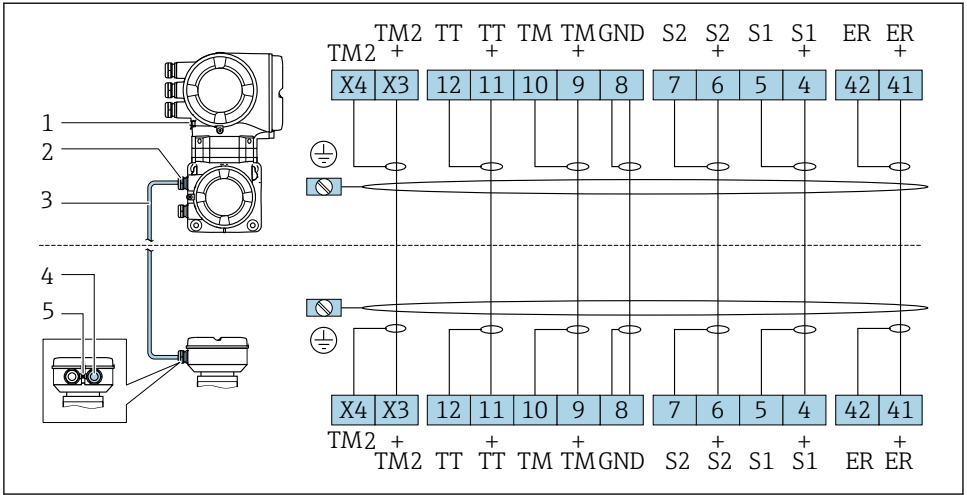 TM2 TT TT TM TM GND S2 S2 S1 S1 ER ER
TM2 + + + + + +
X4 X3 12 11 10 9 8 7 6 5 4 42 41
1
2
3
4
5
X4 X3 12 11 10 9 8 7 6 5 4 42 41
TM2 + + + + + +
TM2 TT TT TM TM GND S2 S2 S1 S1 ER ER